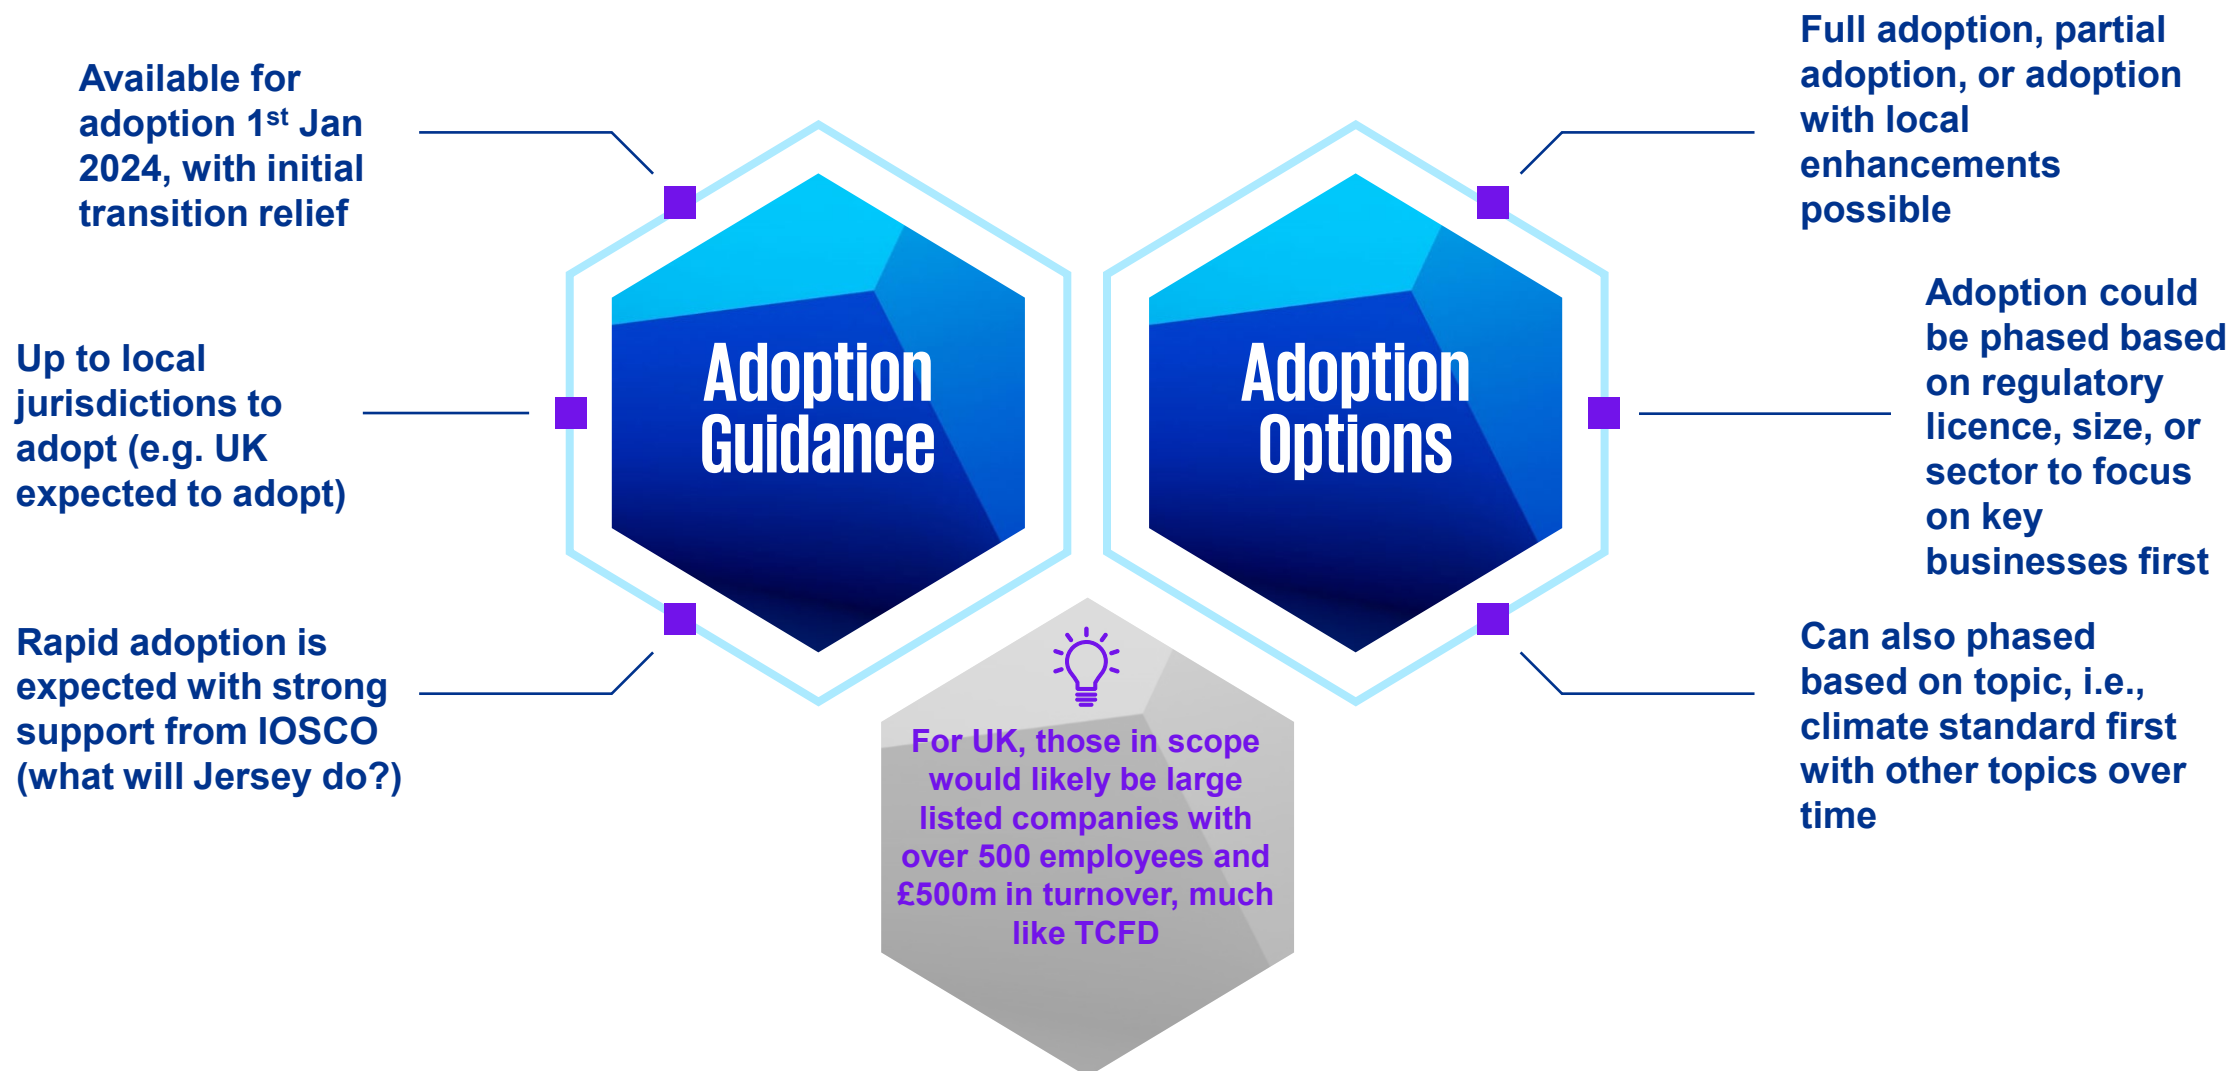 Available for
adoption 1st Jan
2024, with initial
transition relief
Up to local
jurisdictions to
adopt (e.g. UK
expected to adopt)
Rapid adoption is
expected with strong
support from IOSCO
(what will Jersey do?)
Adoption
Guidance
Adoption
Options
For UK, those in scope
would likely be large
listed companies with
over 500 employees and
£500m in turnover, much
like TCFD
Full adoption, partial
adoption, or adoption
with local
enhancements
possible
Adoption could
be phased based
on regulatory
licence, size, or
sector to focus
on key
businesses first
Can also phased
based on topic, i.e.,
climate standard first
with other topics over
time